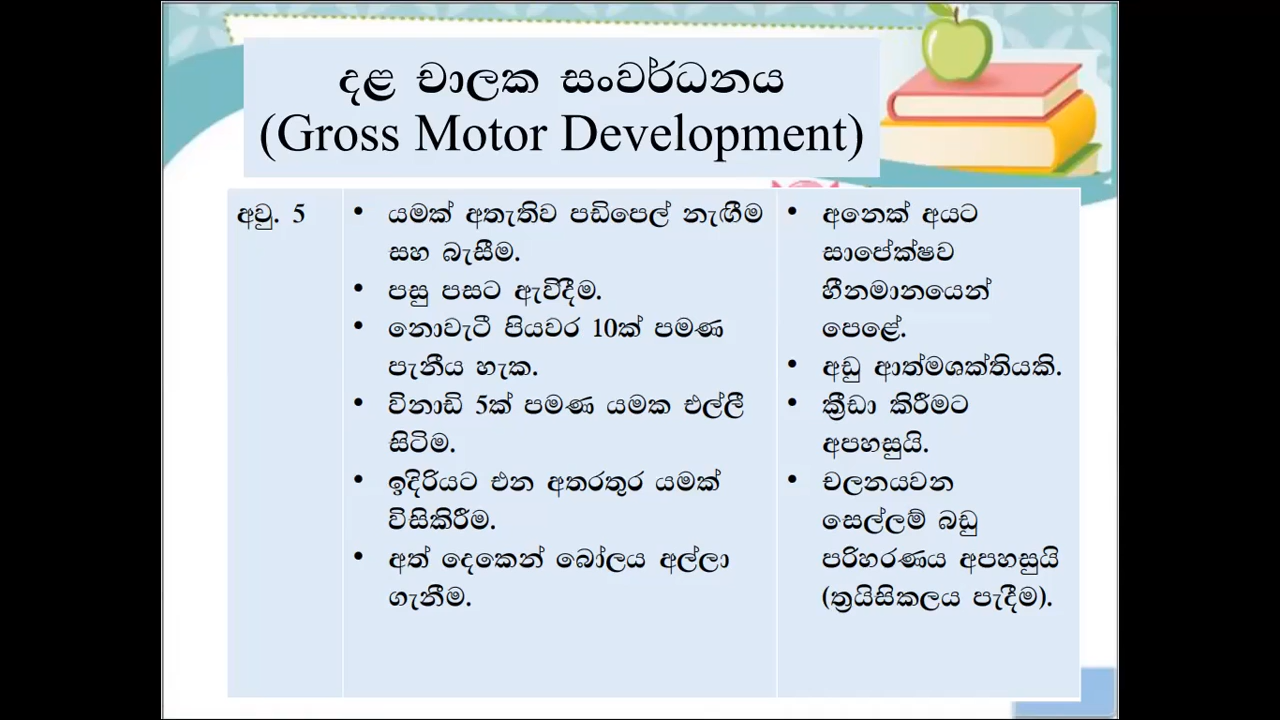 දළ චාලක සංවර්ධනය
(Gross Motor Development)
අවු. 5
• යමක් අතැතිව පඩිපෙල් නැඟීම
සහ බැසීම.
• පසු පසට ඇවිදීම.
• නොවැටී පියවර 10ක් පමණ
පැනීය හැක.
• විනාඩි 5ක් පමණ යමක එල්ලී
සිටිම.
• ඉදිරියට එන අතරතුර යමක්
විසිකිරීම.
• අත් දෙකෙන් බෝලය අල්ලා
ගැනීම.
• අනෙක් අයට
සාපේක්ෂව
හීනමානයෙන්
පෙළේ.
• අඩු ආත්මශක්තියකි.
• ක්‍රීඩා කිරීමට
අපහසුයි.
• චලනයවන
සෙල්ලම් බඩු
පරිහරණය අපහසුයි
(ත්‍රයිසිකලය පැදීම).